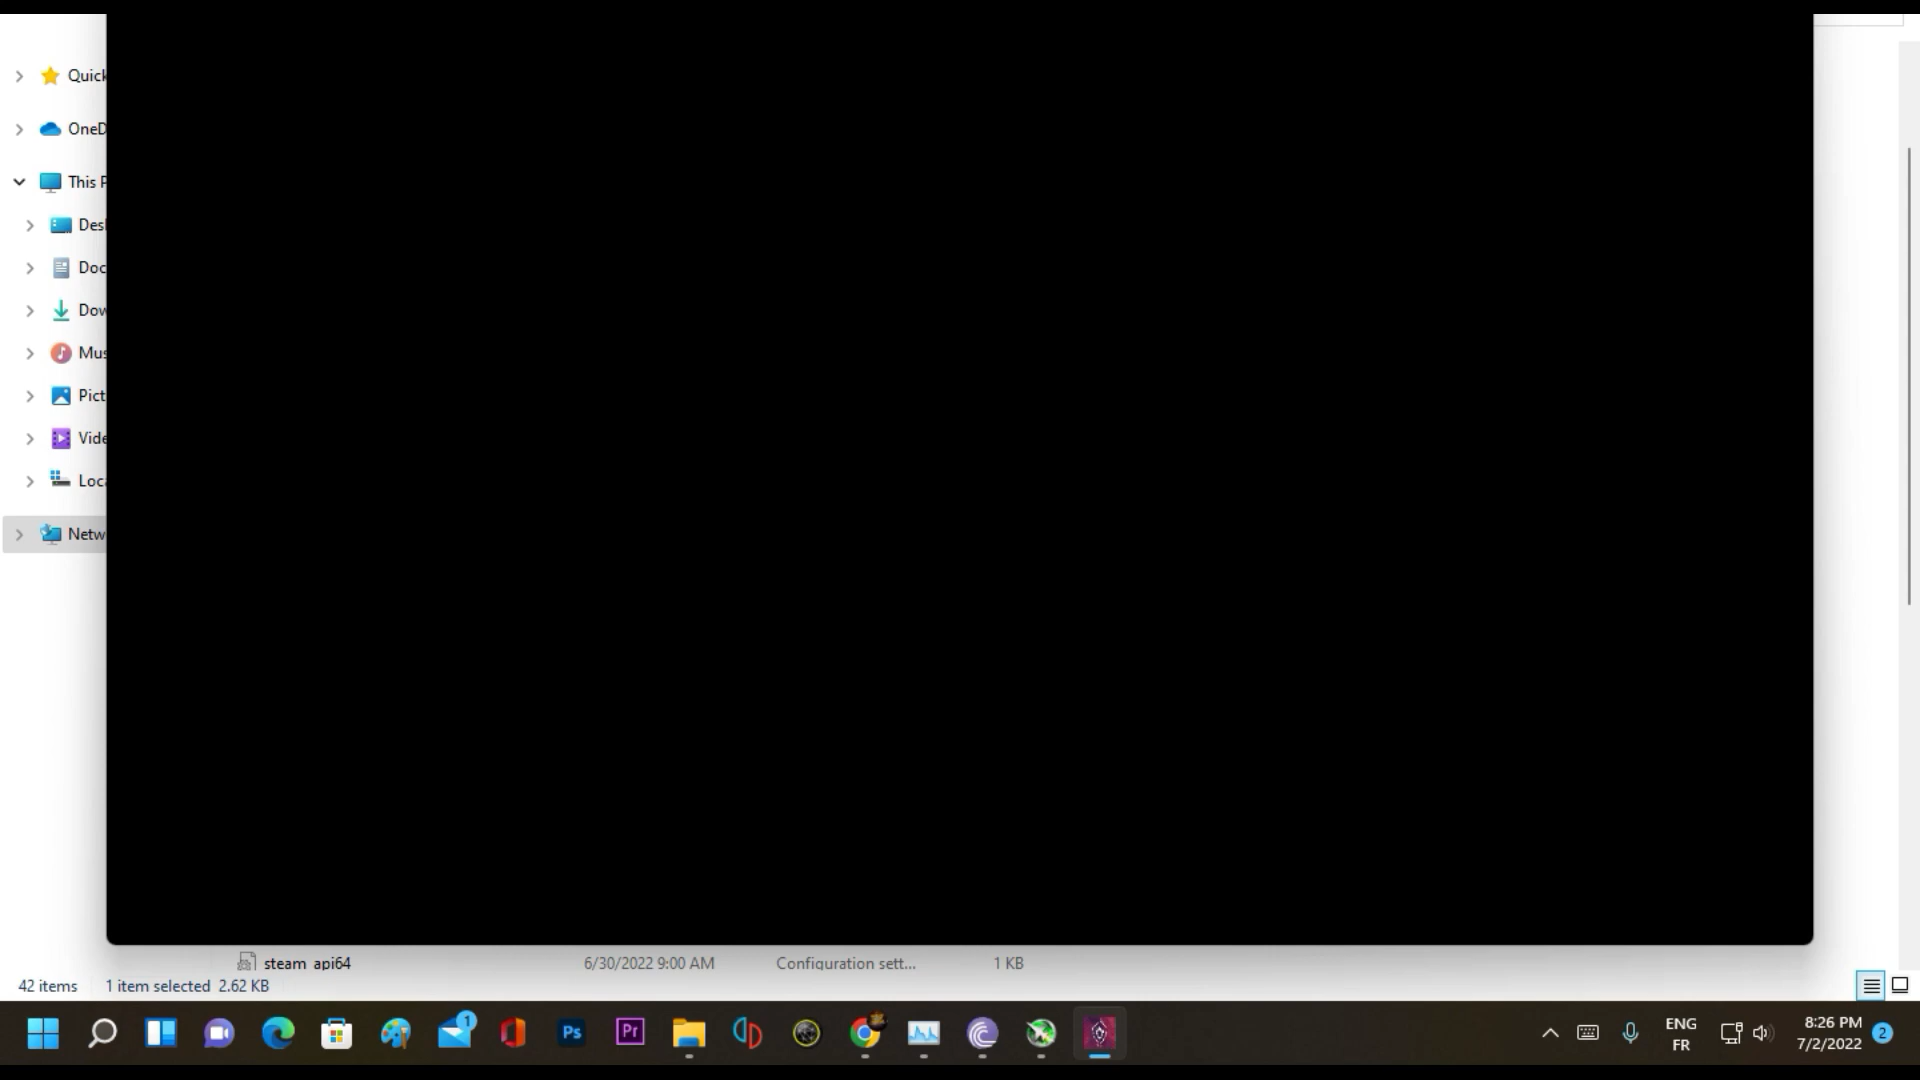 Quick
OneD
This P
Desl
Doc
Dow
Mus
Pict
Vide
Loca
Netw
steam_api64 6/30/2022 9:00 AM Configuration sett... 1 KB
42 items 1 item selected 2.62 KB
1
Ps
Pr
ENG
FR
8:26 PM
7/2/2022
2